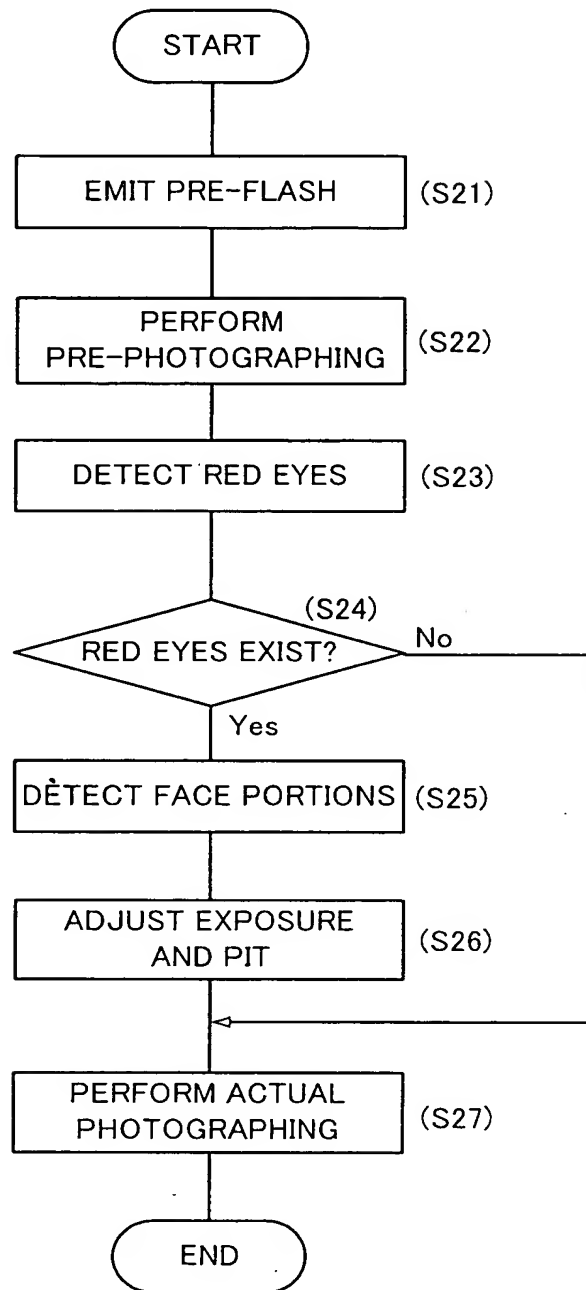 START
EMIT PRE-FLASH
(S21)
PERFORM
PRE-PHOTOGRAPHING
(S22)
DETECT RED EYES
(S23)
(S24)
RED EYES EXIST?
No
Yes
DETECT FACE PORTIONS
(S25)
ADJUST EXPOSURE
AND PIT
(S26)
PERFORM ACTUAL
PHOTOGRAPHING
(S27)
END